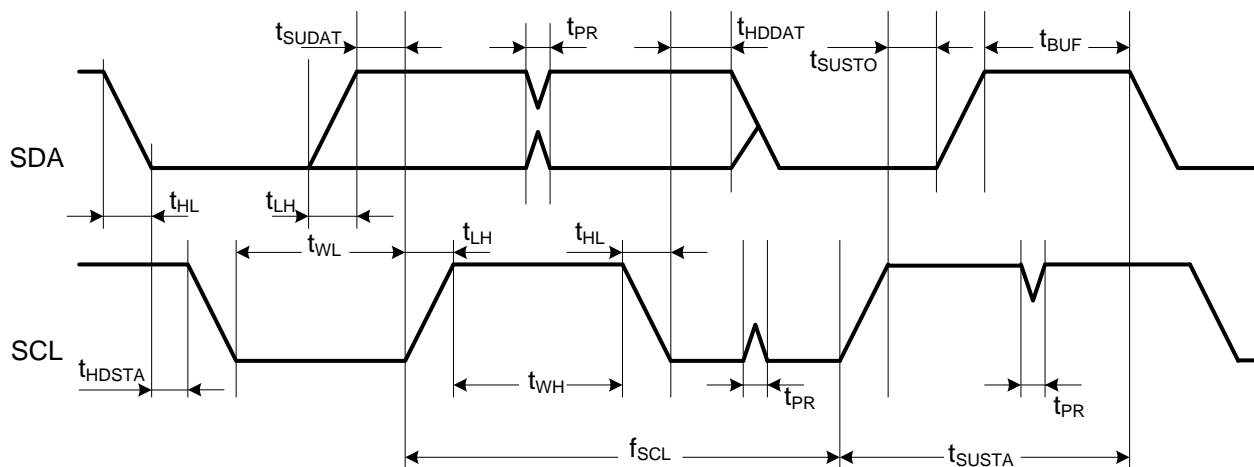 tSUDAT
tPR
tHDDAT
tSUSTO
tBUF
SDA
tHL
tLH
tWL
tLH
tHL
SCL
tHDSTA
tWH
tPR
tPR
fSCL
tSUSTA